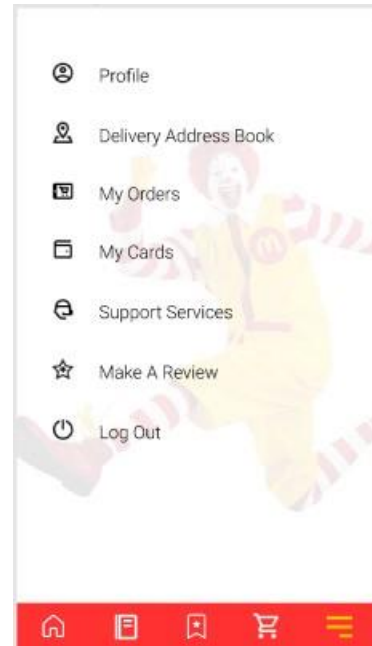 Profile
Delivery Address Book
My Orders
My Cards
Support Services
Make A Review
Log Out